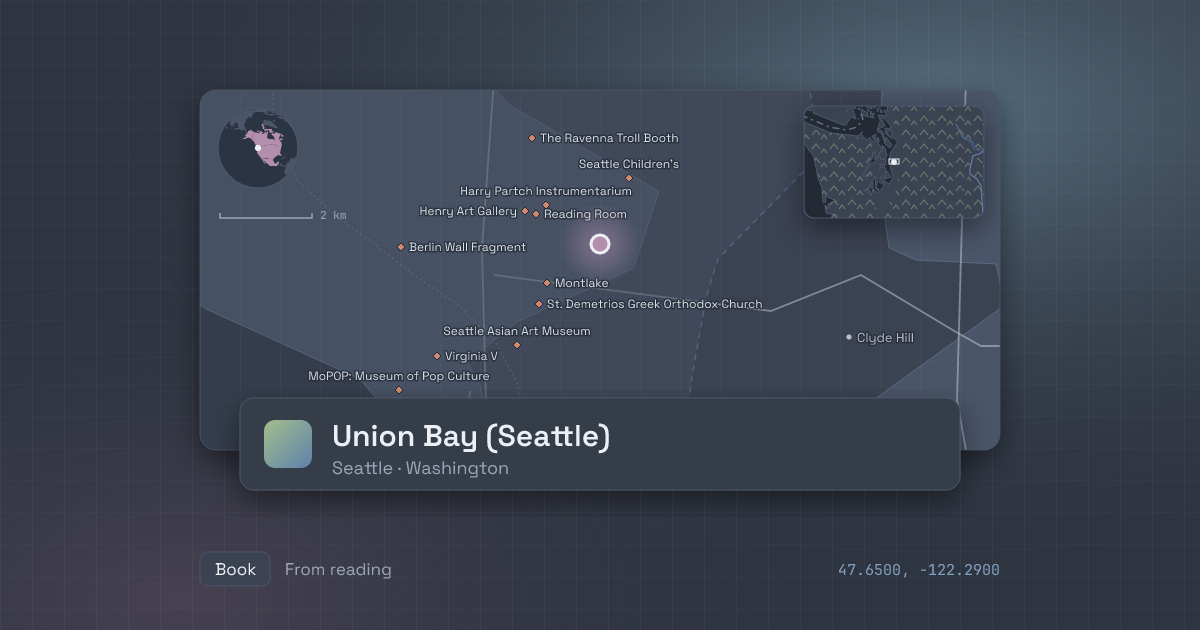 The Ravenna Troll Booth
Seattle Children's
Harry Partch Instrumentarium
Henry Art Gallery
Reading Room
2 km
Berlin Wall Fragment
Montlake
St. Demetrios Greek Orthodox Church
Seattle Asian Art Museum
Clyde Hill
Virginia V
MoPOP: Museum of Pop Culture
Union Bay (Seattle)
Seattle · Washington
Book
From reading
47.6500, -122.2900